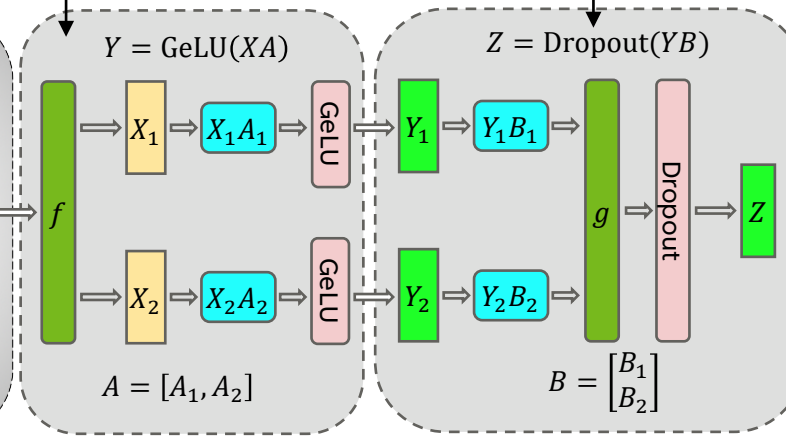 Y = GeLU(XA)
f
X₁
X₁A₁
GeLU
X₂
X₂A₂
GeLU
A = [A₁, A₂]
Z = Dropout(YB)
Y₁
Y₁B₁
Y₂
Y₂B₂
g
Dropout
Z
B = [B₁
B₂]